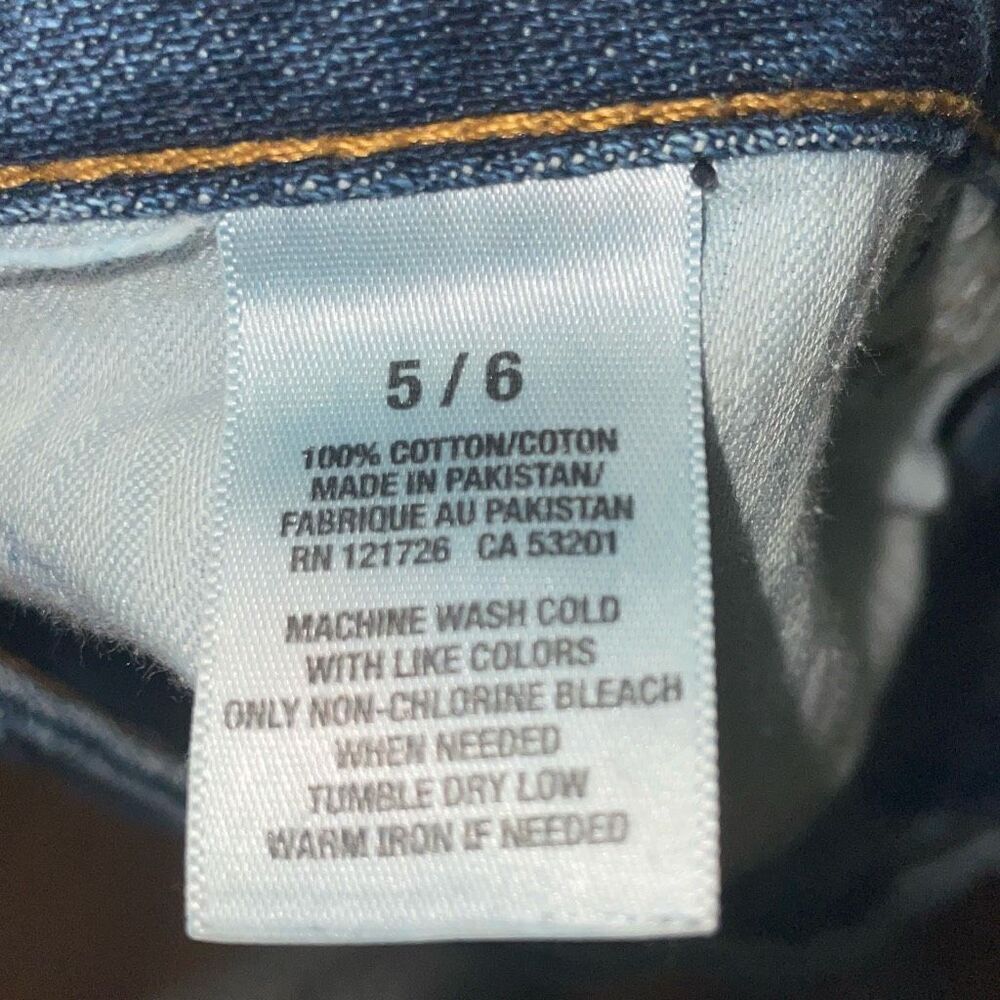 5 / 6
100% COTTON/COTON
MADE IN PAKISTAN/
FABRIQUE AU PAKISTAN
RN 121726 CA 53201
MACHINE WASH COLD
WITH LIKE COLORS
ONLY NON-CHLORINE BLEACH
WHEN NEEDED
TUMBLE DRY LOW
WARM IRON IF NEEDED